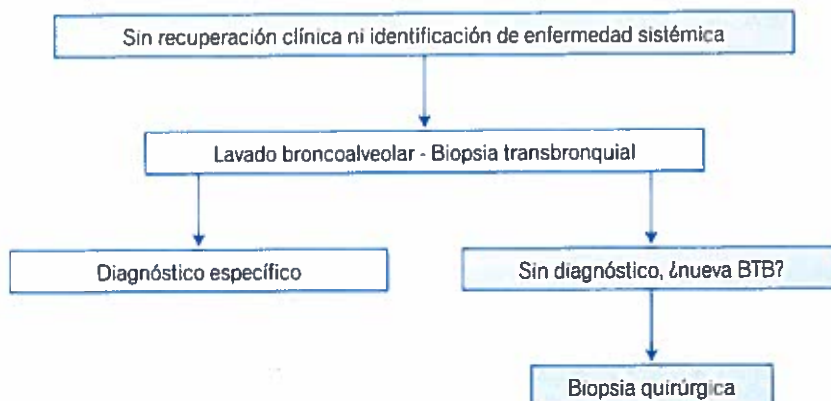 Sin recuperación clínica ni identificación de enfermedad sistémica
Lavado broncoalveolar - Biopsia transbronquial
Diagnóstico específico
Sin diagnóstico, ¿nueva BTB?
Biopsia quirúrgica